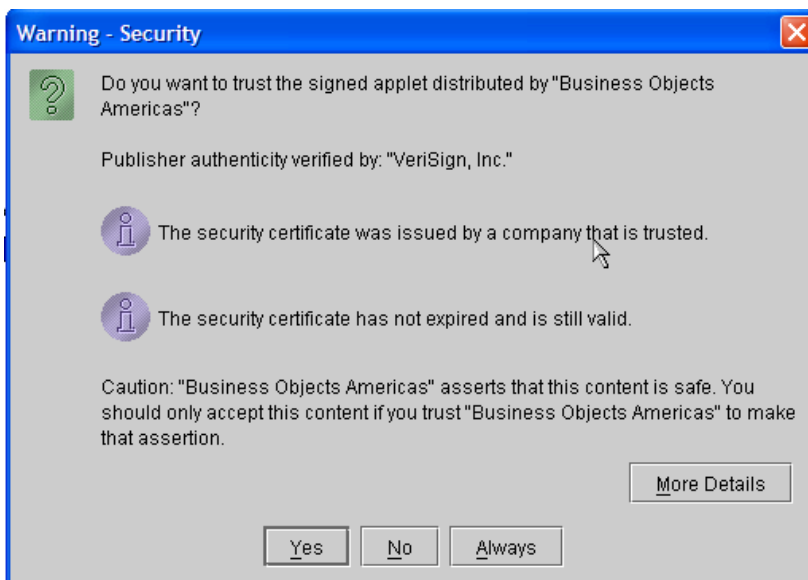 Warning - Security
Do you want to trust the signed applet distributed by "Business Objects
Americas"?
Publisher authenticity verified by: "VeriSign, Inc."
The security certificate was issued by a company that is trusted.
The security certificate has not expired and is still valid.
Caution: "Business Objects Americas" asserts that this content is safe. You
should only accept this content if you trust "Business Objects Americas" to make
that assertion.
More Details
Yes No Always